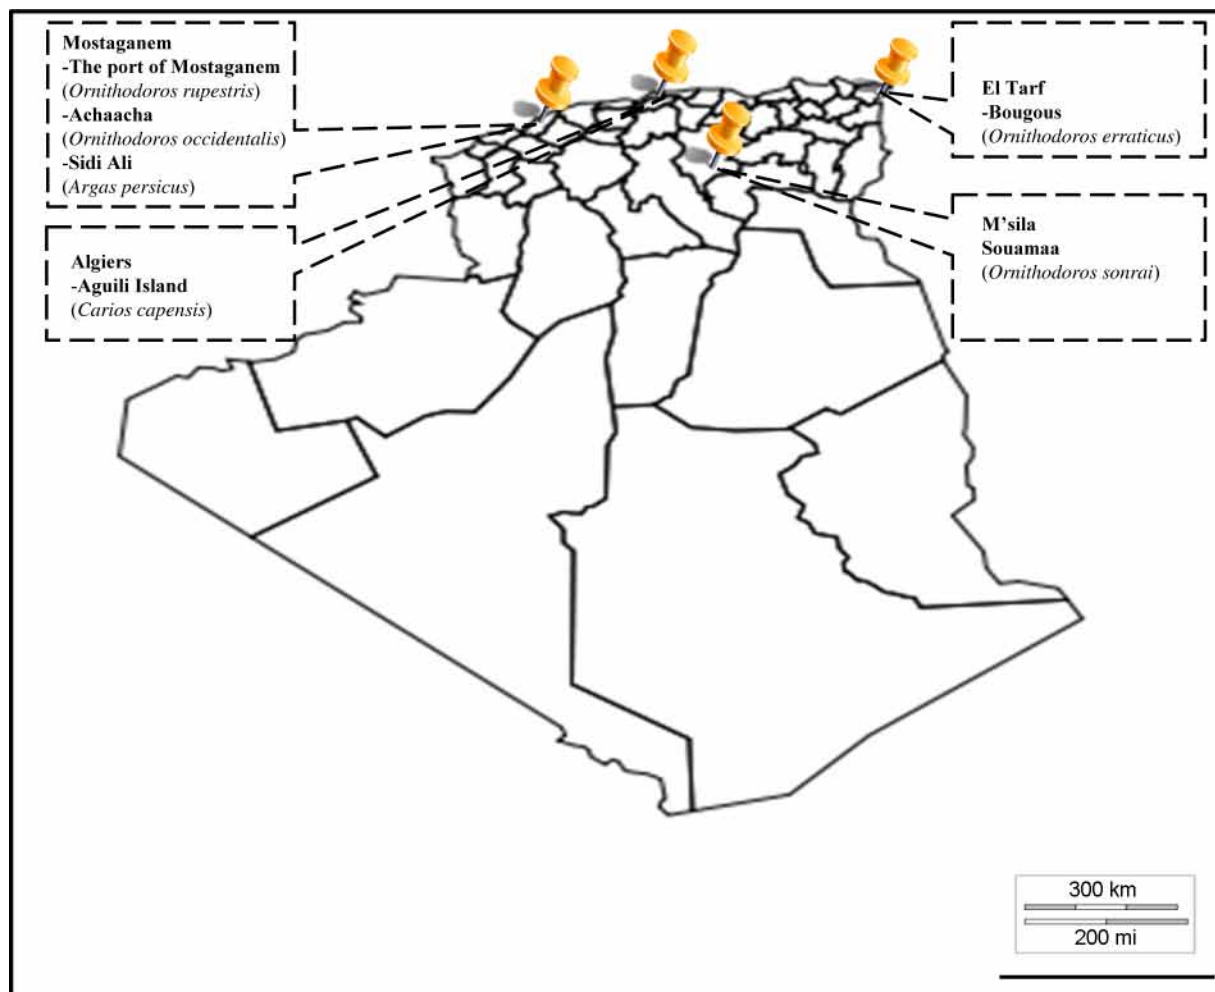 Mostaganem
-The port of Mostaganem
(Ornithodoros rupestris)
-Achaacha
(Ornithodoros occidentalis)
-Sidi Ali
(Argas persicus)
Algiers
-Aguili Island
(Carios capensis)
El Tarf
-Bougous
(Ornithodoros erraticus)
M’sila
Souamaa
(Ornithodoros sonrai)
300 km
200 mi